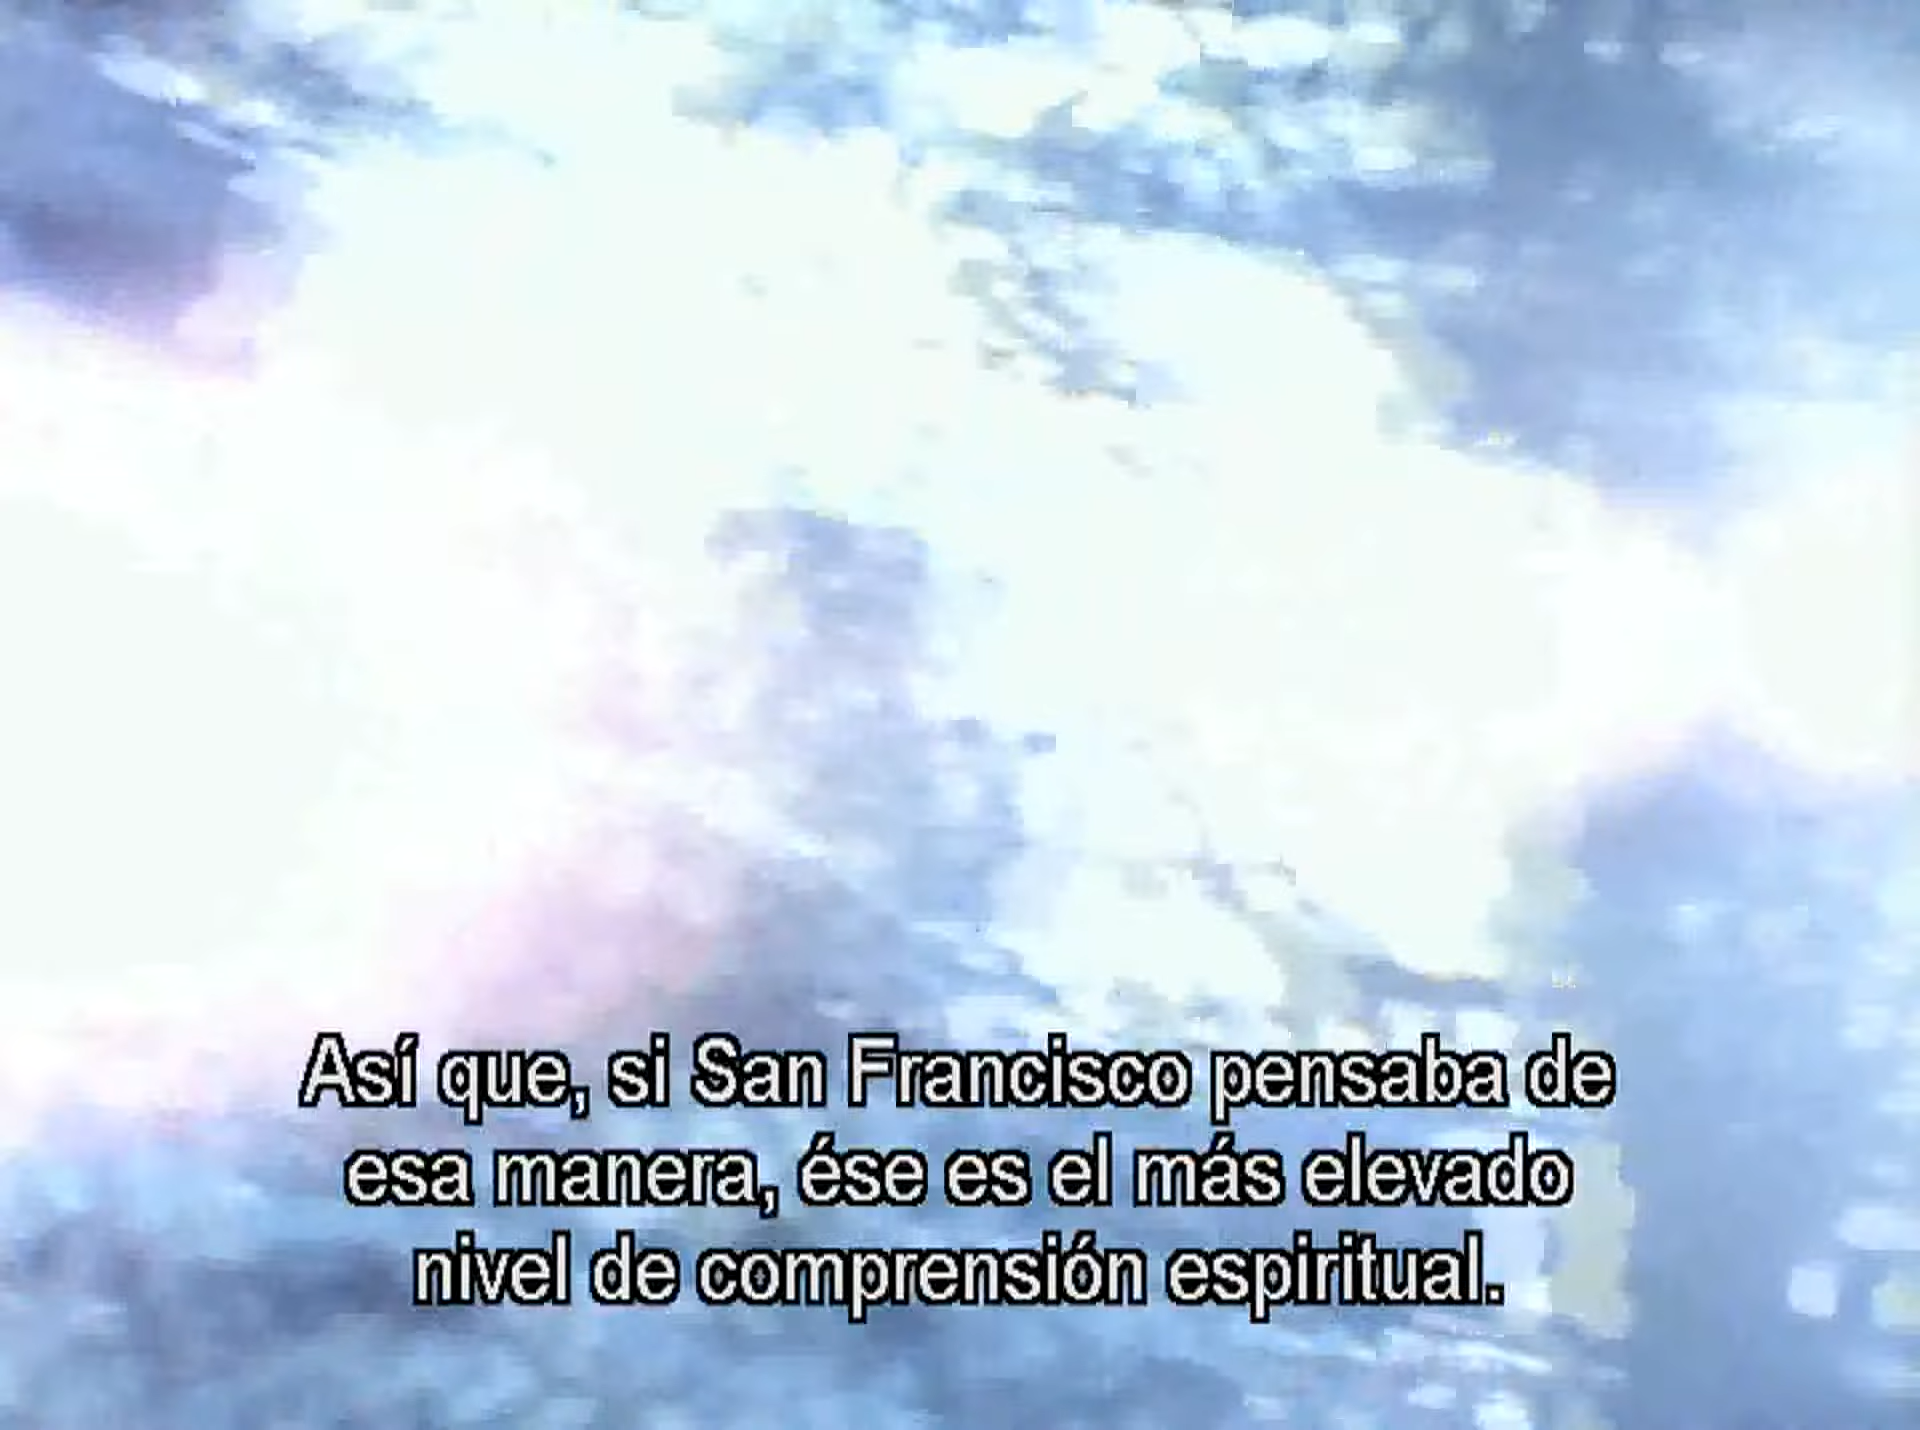 Así que, si San Francisco pensaba de
esa manera, ése es el más elevado
nivel de comprensión espiritual.